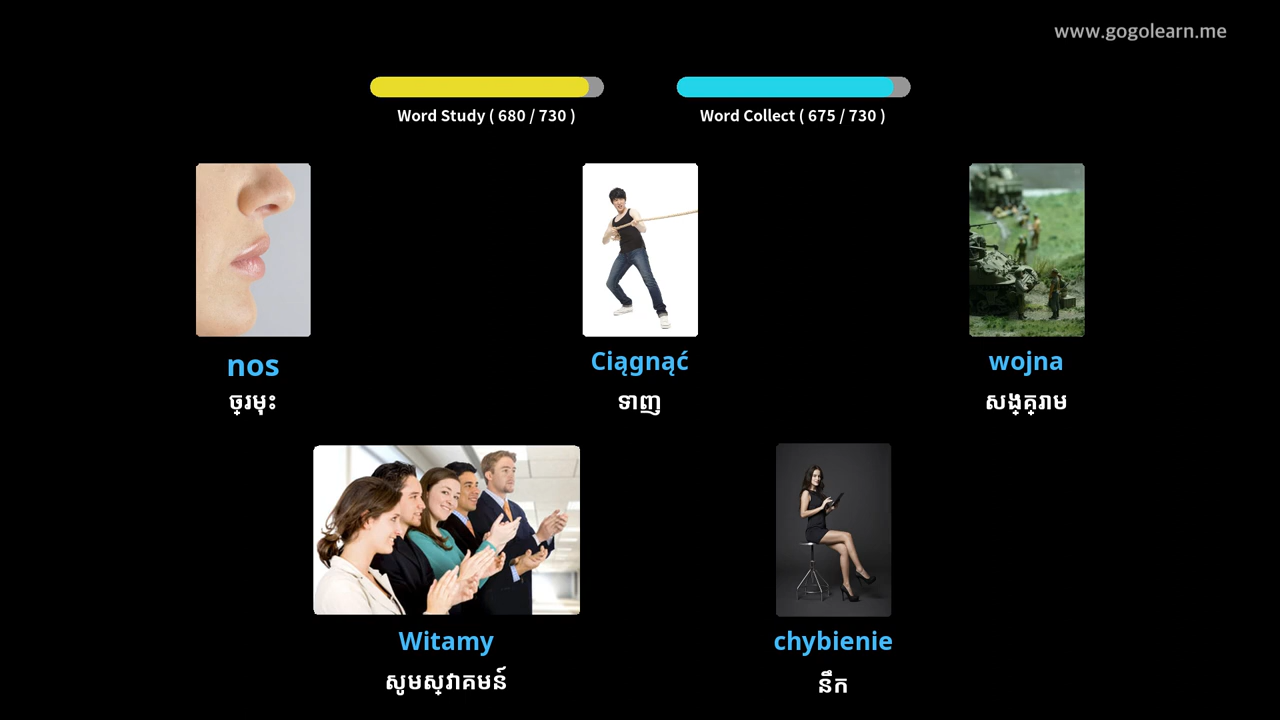 www.gogolearn.me
Word Study ( 680 / 730 )
Word Collect ( 675 / 730 )
nos
Ciągnąć
wojna
ច្រមុះ
ទាញ
សង្គ្រាម
Witamy
chybienie
សូមស្វាគមន៍
នឹក